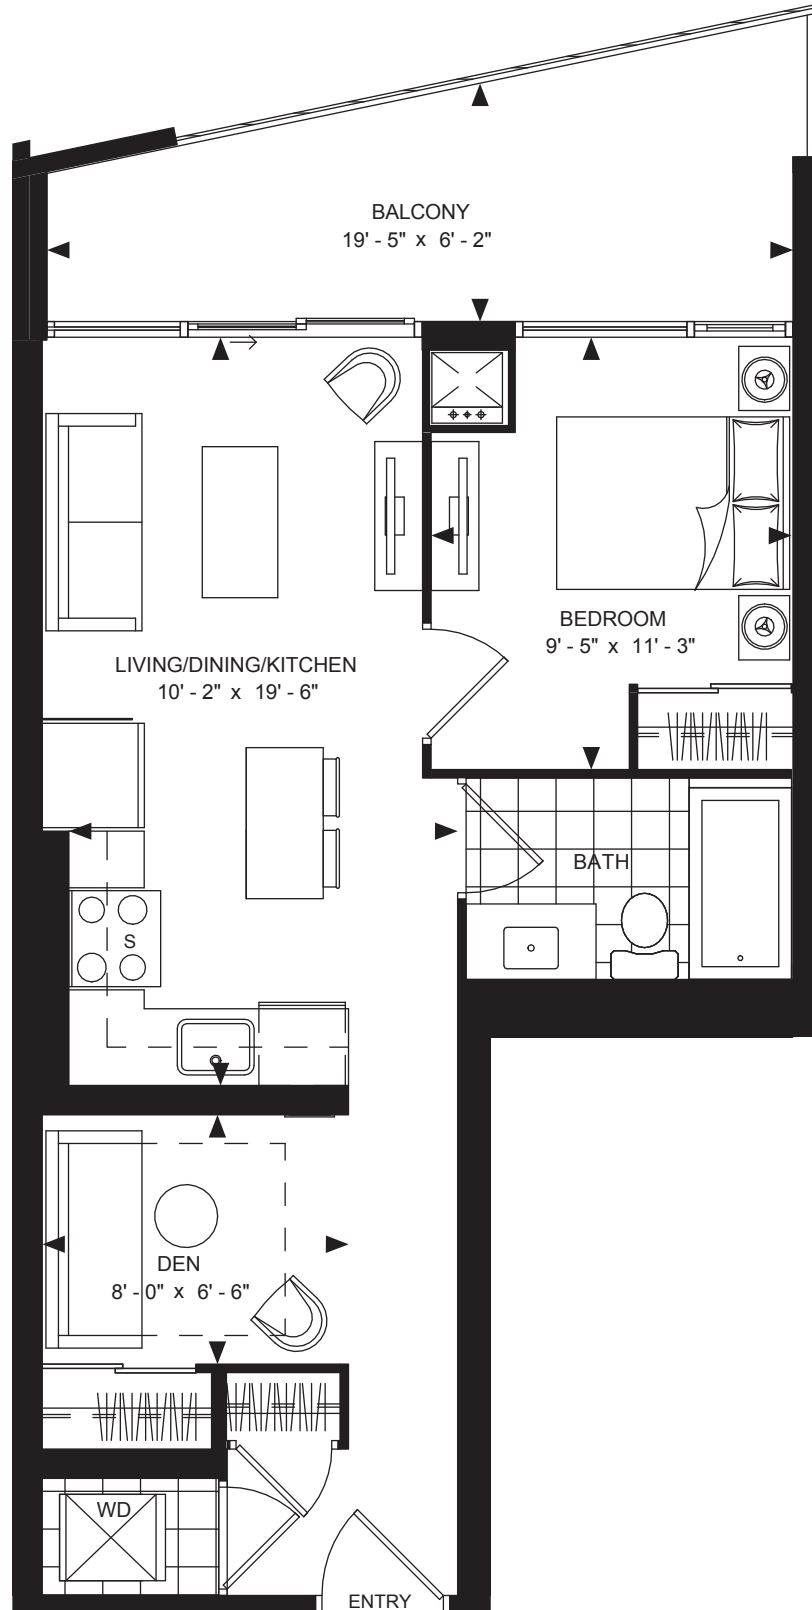 BALCONY
19' - 5" x 6' - 2"
BEDROOM
9' - 5" x 11' - 3"
LIVING/DINING/KITCHEN
10' - 2" x 19' - 6"
BATH
S
DEN
8' - 0" x 6' - 6"
WD
ENTRY